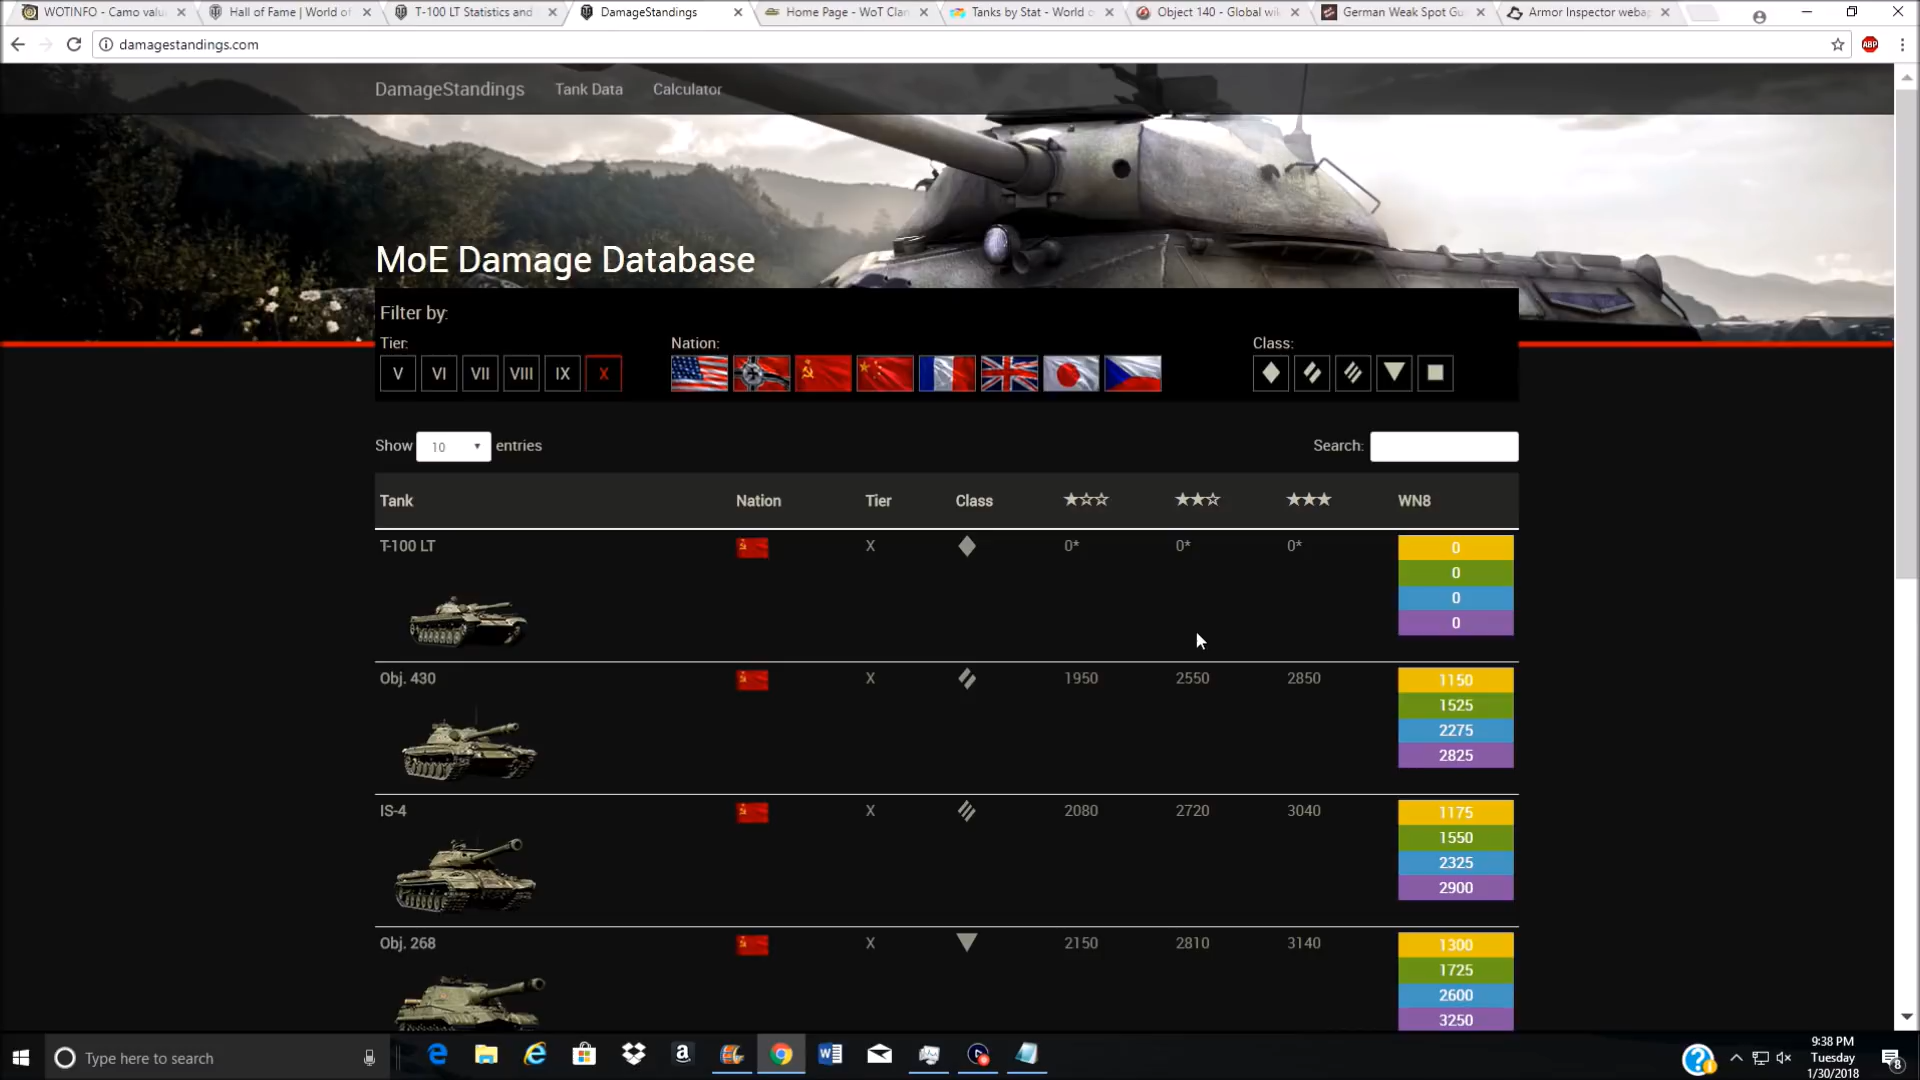 WOTINFO - Camo valu
Hall of Fame | World of
T-100 LT Statistics and
DamageStandings
Home Page - WoT Clan
Tanks by Stat - World o
Object 140 - Global wik
German Weak Spot Gu
Armor Inspector webap
damagestandings.com
ABP
DamageStandings Tank Data Calculator
MoE Damage Database
Filter by:
Tier: Nation: Class:
V VI VII VIII IX X
Show 10 entries Search:
Tank Nation Tier Class ★☆☆ ★★☆ ★★★ WN8
T-100 LT X 0* 0* 0* 0
0
0
0
Obj. 430 X 1950 2550 2850 1150
1525
2275
2825
IS-4 X 2080 2720 3040 1175
1550
2325
2900
Obj. 268 X 2150 2810 3140 1300
1725
2600
3250
Type here to search
9:38 PM
Tuesday
1/30/2018
8